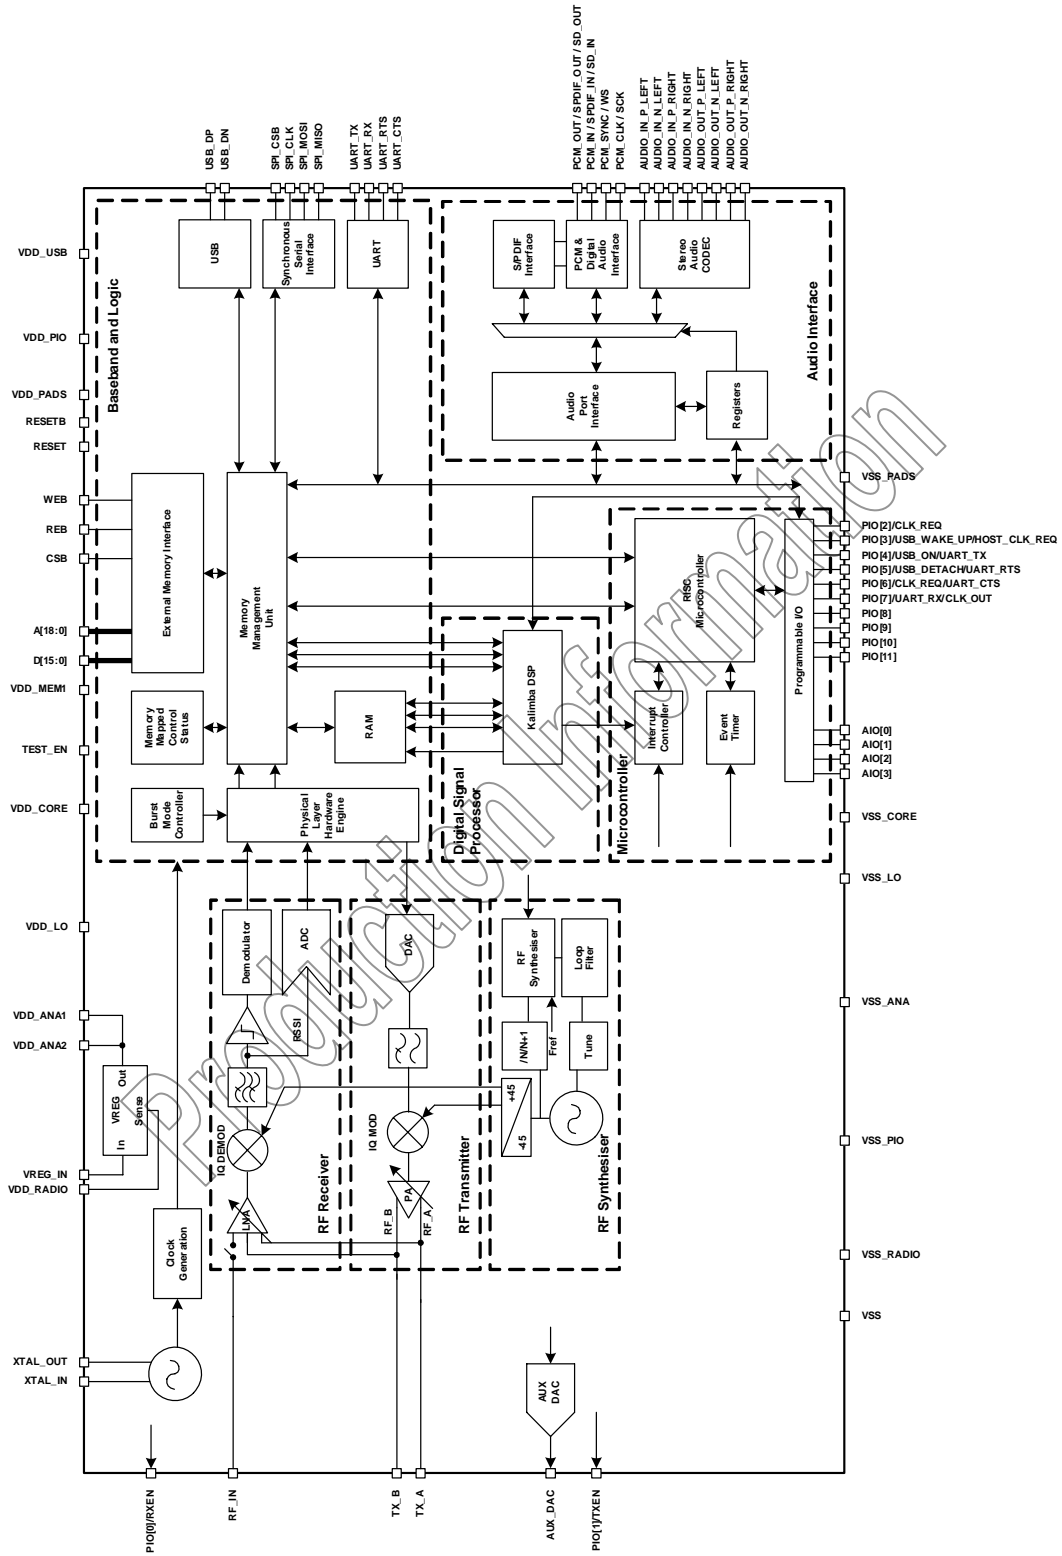 USB_DP
USB_DN
SPI_CSB
SPI_CLK
SPI_MOSI
SPI_MISO
UART_TX
UART_RX
UART_RTS
UART_CTS
PCM_OUT / SPDIF_OUT / SD_OUT
PCM_IN / SPDIF_IN / SD_IN
PCM_SYNC / WS
PCM_CLK / SCK
AUDIO_IN_P_LEFT
AUDIO_IN_N_LEFT
AUDIO_IN_P_RIGHT
AUDIO_IN_N_RIGHT
AUDIO_OUT_P_LEFT
AUDIO_OUT_N_LEFT
AUDIO_OUT_P_RIGHT
AUDIO_OUT_N_RIGHT
VDD_USB
VDD_PIO
VDD_PADS
RESETB
RESET
WEB
REB
CSB
A[18:0]
D[15:0]
VDD_MEM1
TEST_EN
VDD_CORE
VDD_LO
VDD_ANA1
VDD_ANA2
VREG_IN
VDD_RADIO
XTAL_OUT
XTAL_IN
Baseband and Logic
USB
Synchronous
Serial
Interface
UART
External Memory Interface
Memory
Management
Unit
Memory
Mapped
Control
Status
RAM
Burst
Mode
Controller
Physical
Layer
Hardware
Engine
Audio Interface
S/PDIF
Interface
PCM &
Digital
Audio
Interface
Stereo
Audio
CODEC
Audio
Port
Interface
Registers
Digital Signal
Processor
Kalimba DSP
Microcontroller
RISC
Microcontroller
Interrupt
Controller
Event
Timer
Programmable I/O
VSS_PADS
PIO[2]/CLK_REQ
PIO[3]/USB_WAKE_UP/HOST_CLK_REQ
PIO[4]/USB_ON/UART_TX
PIO[5]/USB_DETACH/UART_RTS
PIO[6]/CLK_REQ/UART_CTS
PIO[7]/UART_RX/CLK_OUT
PIO[8]
PIO[9]
PIO[10]
PIO[11]
AIO[0]
AIO[1]
AIO[2]
AIO[3]
VSS_CORE
VSS_LO
VSS_ANA
VSS_PIO
VSS_RADIO
VSS
RF Receiver
Demodulator
ADC
RSSI
IQ DEMOD
LNA
RF Transmitter
DAC
IQ MOD
PA
RF_B
RF_A
RF Synthesiser
RF
Synthesiser
Loop
Filter
/N/N+1
Fref
Tune
+45
-45
VREG
In
Out
Sense
Clock
Generation
AUX
DAC
PIO[0]/RXEN
RF_IN
TX_B
TX_A
AUX_DAC
PIO[1]/TXEN
Production Information